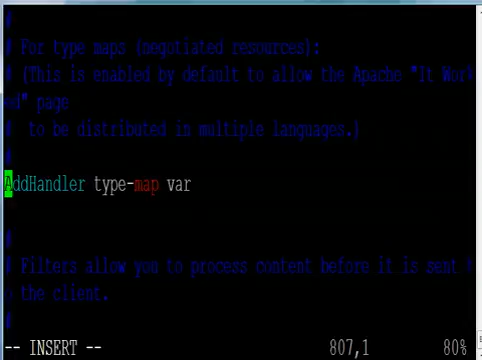 #
# For type maps (negotiated resources):
# (This is enabled by default to allow the Apache "It Work
ed" page
#  to be distributed in multiple languages.)
#
AddHandler type-map var
#
# Filters allow you to process content before it is sent t
o the client.
#
-- INSERT -- 807,1 80%